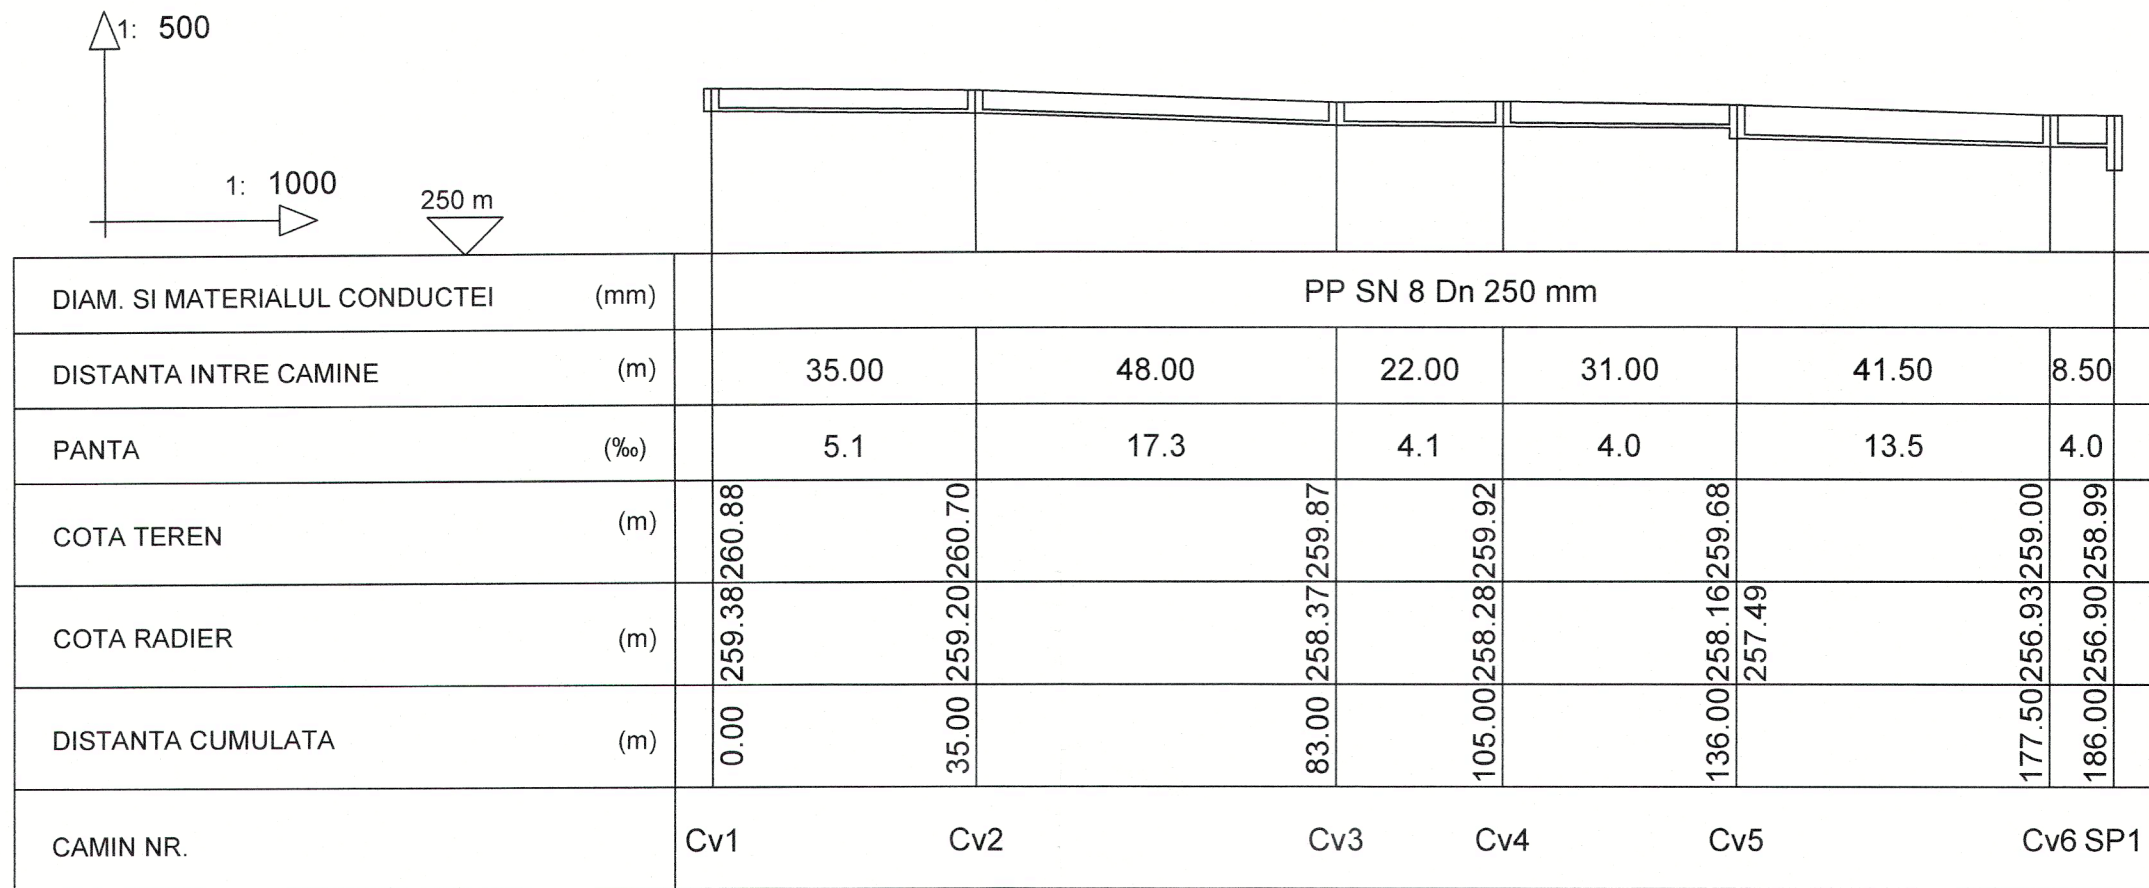 1: 500
1: 1000
250 m
DIAM. SI MATERIALUL CONDUCTEI (mm) PP SN 8 Dn 250 mm
DISTANTA INTRE CAMINE (m) 35.00 48.00 22.00 31.00 41.50 8.50
PANTA (‰) 5.1 17.3 4.1 4.0 13.5 4.0
COTA TEREN (m) 260.88 260.70 259.87 259.92 259.68 259.00 258.99
COTA RADIER (m) 259.38 259.20 258.37 258.28 258.16 257.49 256.93 256.90
DISTANTA CUMULATA (m) 0.00 35.00 83.00 105.00 136.00 177.50 186.00
CAMIN NR. Cv1 Cv2 Cv3 Cv4 Cv5 Cv6 SP1